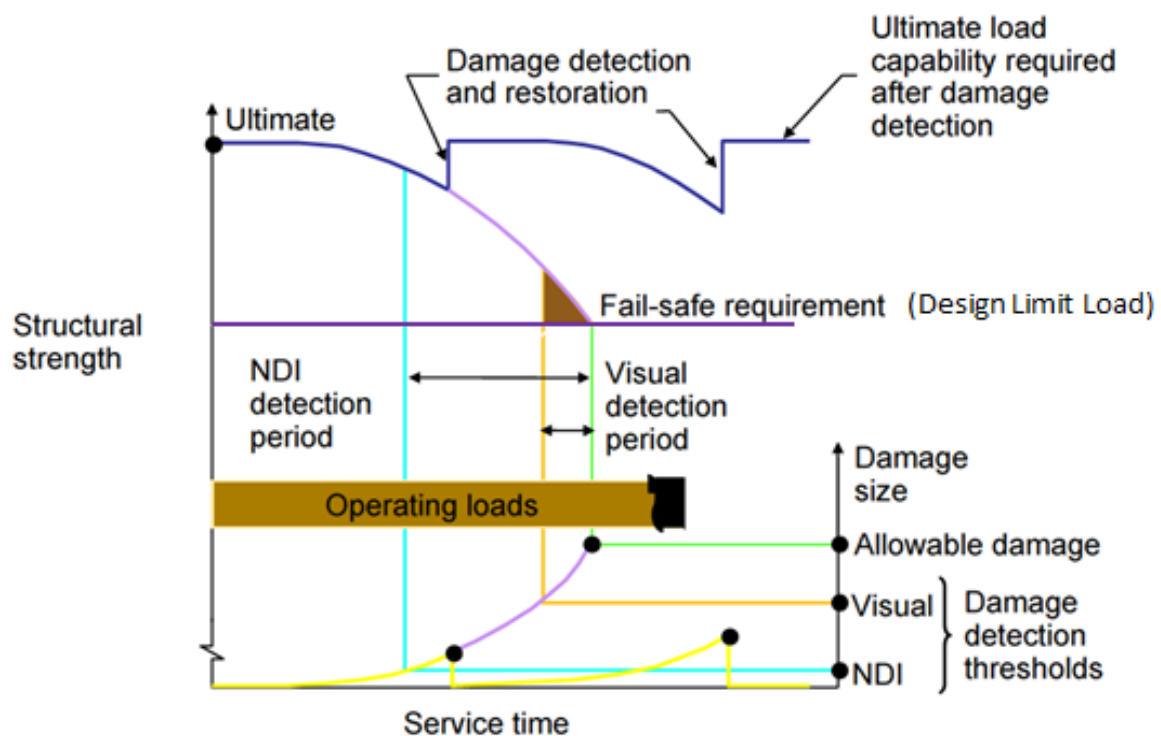 Damage detection
and restoration
Ultimate load
capability required
after damage
detection
Ultimate
Structural
strength
Fail-safe requirement (Design Limit Load)
NDI
detection
period
Visual
detection
period
Operating loads
Damage
size
Allowable damage
Visual
NDI
Damage
detection
thresholds
Service time